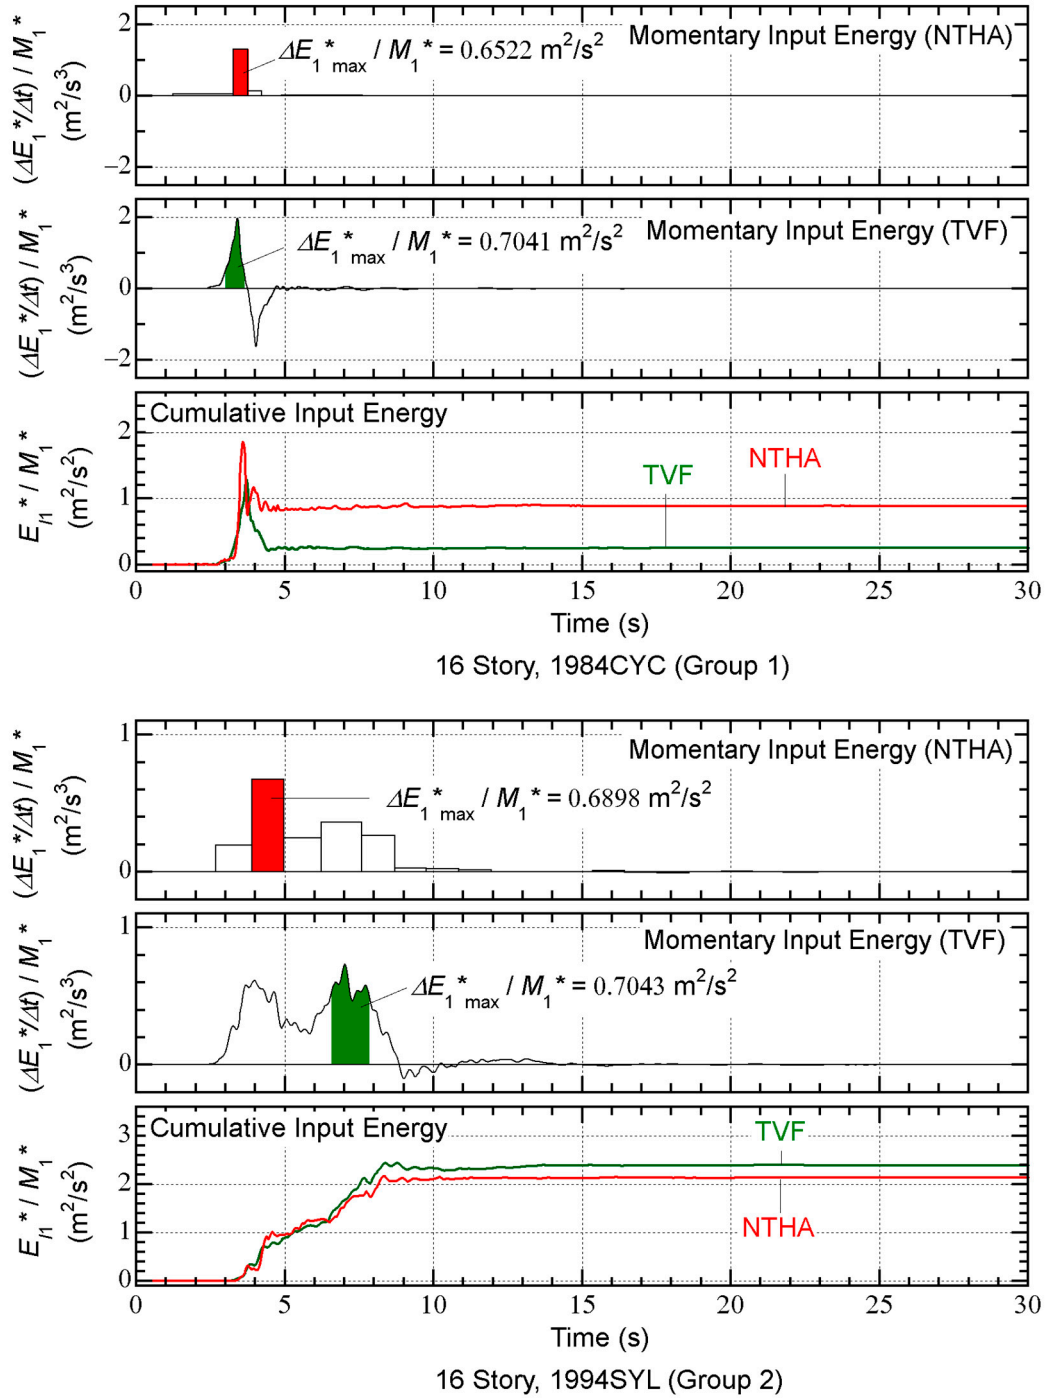 Momentary Input Energy (NTHA)
ΔE₁*max / M₁* = 0.6522 m²/s²
(ΔE₁*/Δt) / M₁*
(m²/s³)
2
0
−2
Momentary Input Energy (TVF)
ΔE₁*max / M₁* = 0.7041 m²/s²
(ΔE₁*/Δt) / M₁*
(m²/s³)
2
0
−2
Cumulative Input Energy
E_I1* / M₁*
(m²/s²)
2
1
0
TVF
NTHA
0 5 10 15 20 25 30
Time (s)
16 Story, 1984CYC (Group 1)
Momentary Input Energy (NTHA)
ΔE₁*max / M₁* = 0.6898 m²/s²
(ΔE₁*/Δt) / M₁*
(m²/s³)
1
0
Momentary Input Energy (TVF)
ΔE₁*max / M₁* = 0.7043 m²/s²
(ΔE₁*/Δt) / M₁*
(m²/s³)
1
0
Cumulative Input Energy
E_I1* / M₁*
(m²/s²)
3
2
1
0
TVF
NTHA
0 5 10 15 20 25 30
Time (s)
16 Story, 1994SYL (Group 2)